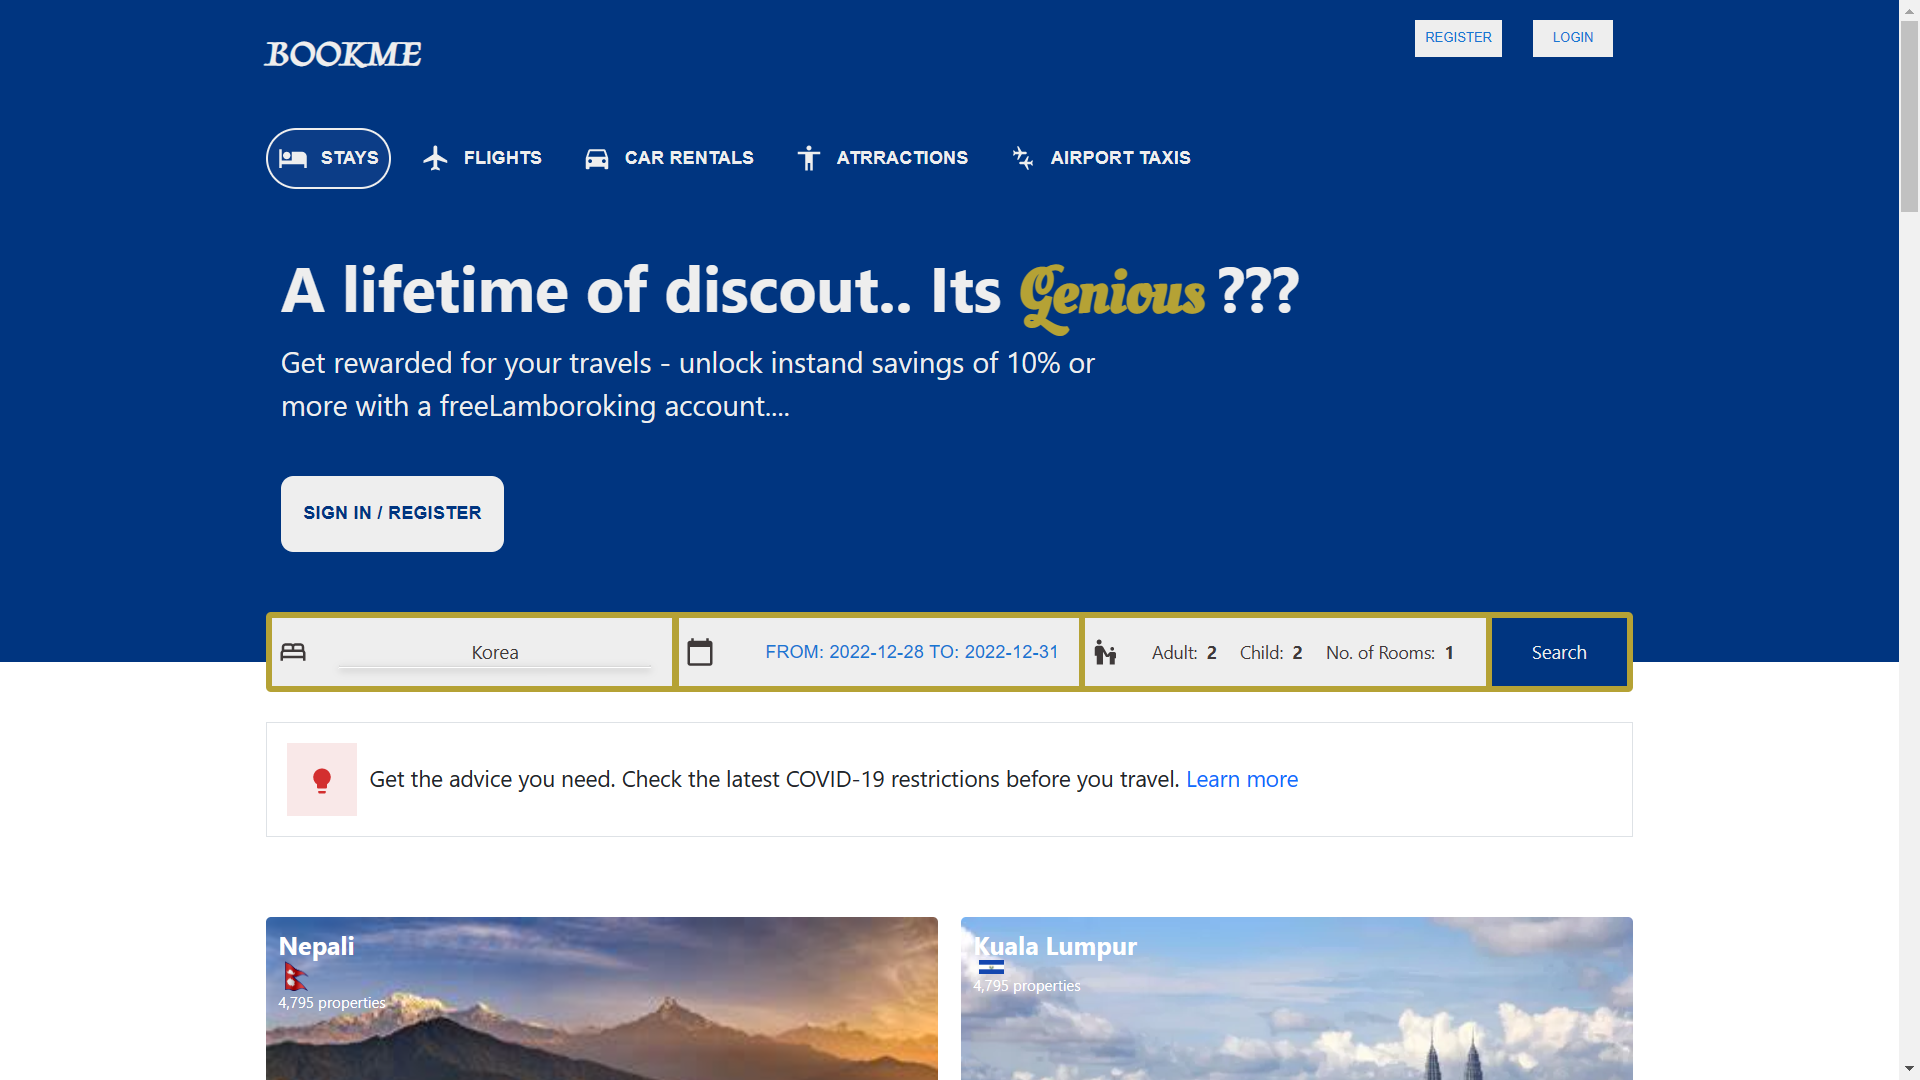 BOOKME
REGISTER
LOGIN
STAYS
FLIGHTS
CAR RENTALS
ATRRACTIONS
AIRPORT TAXIS
A lifetime of discout.. Its Genious ???
Get rewarded for your travels - unlock instand savings of 10% or
more with a freeLamboroking account....
SIGN IN / REGISTER
Korea
FROM: 2022-12-28 TO: 2022-12-31
Adult: 2 Child: 2 No. of Rooms: 1
Search
Get the advice you need. Check the latest COVID-19 restrictions before you travel. Learn more
Nepali
4,795 properties
Kuala Lumpur
4,795 properties